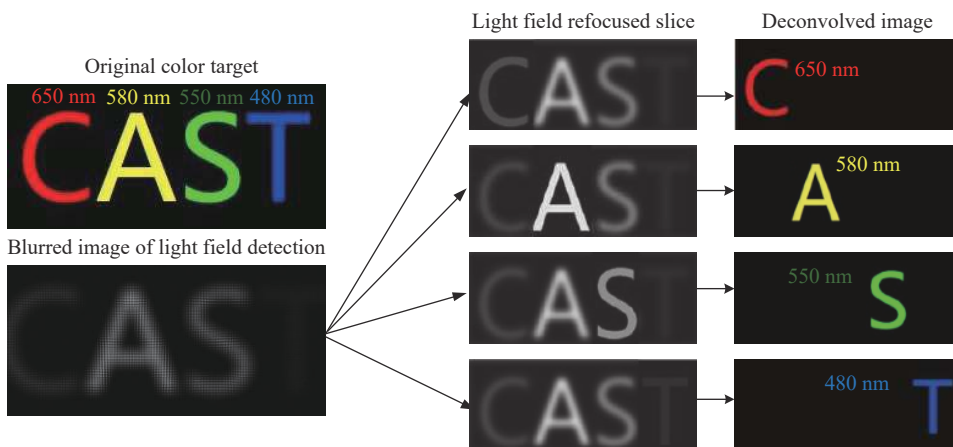 Original color target
650 nm 580 nm 550 nm 480 nm
CAST
Blurred image of light field detection
CAST
Light field refocused slice
CAST
CAST
CAST
CAST
Deconvolved image
C 650 nm
A 580 nm
550 nm S
480 nm T